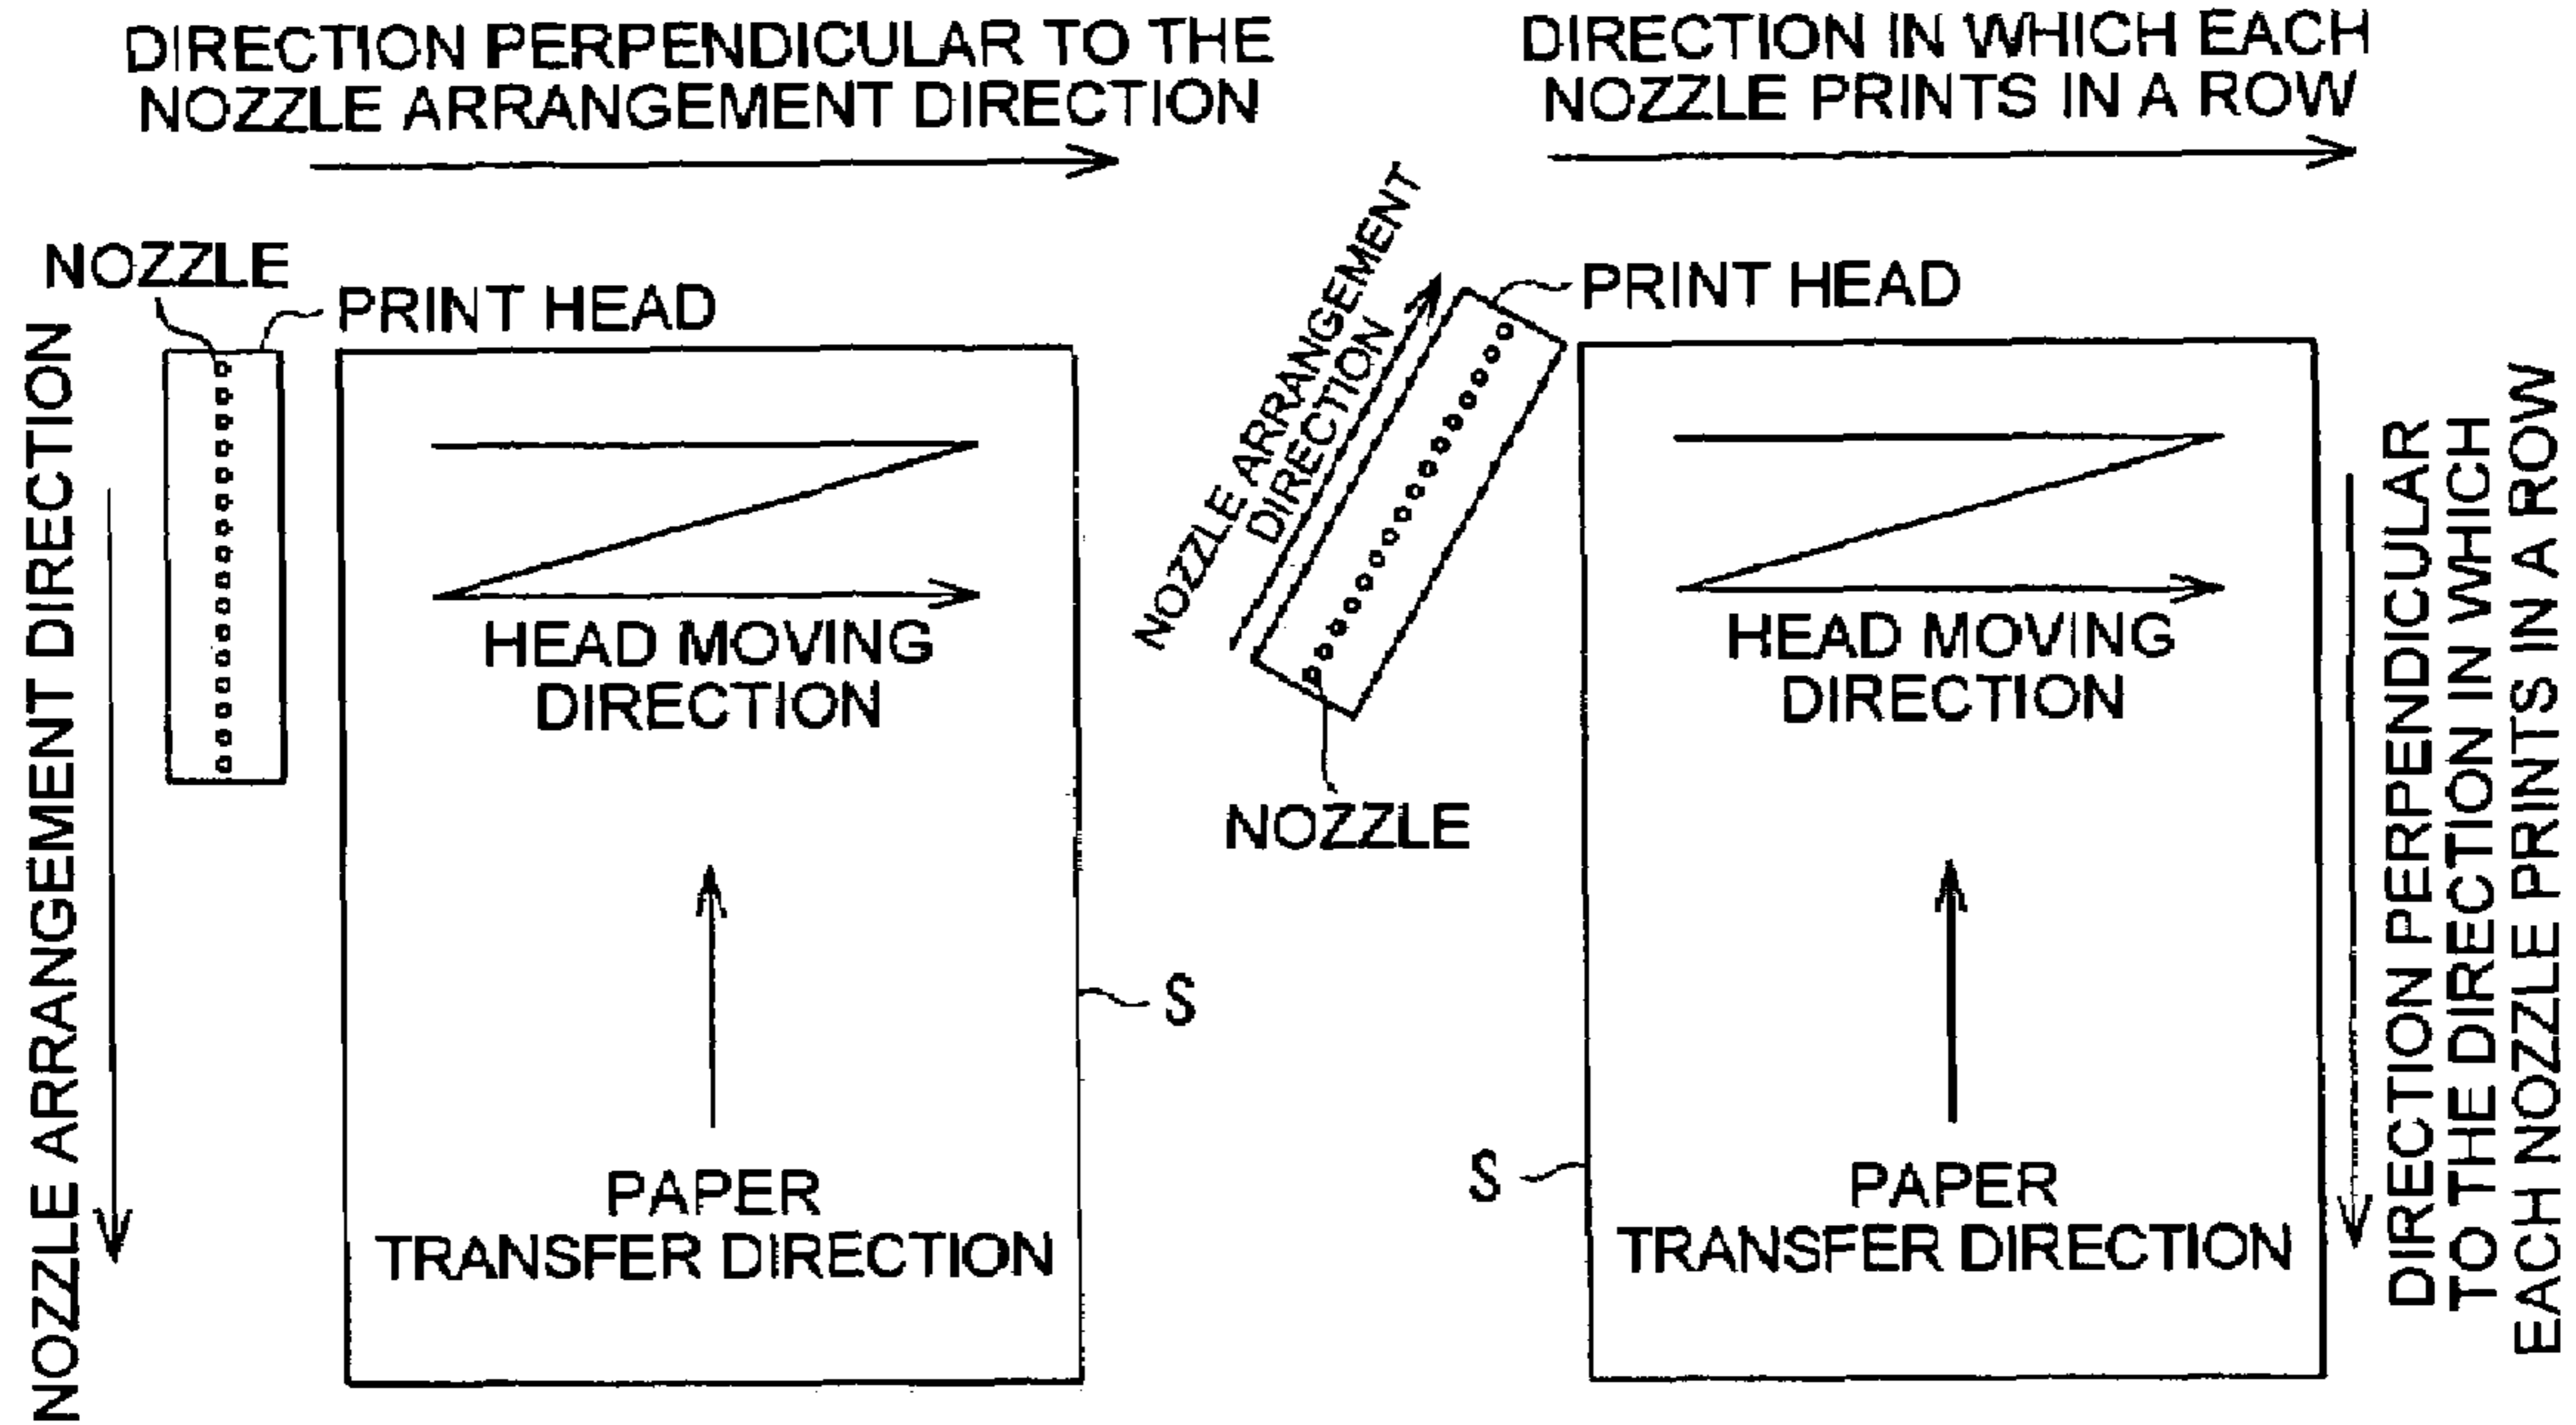 DIRECTION PERPENDICULAR TO THE
NOZZLE ARRANGEMENT DIRECTION
NOZZLE
PRINT HEAD
NOZZLE ARRANGEMENT DIRECTION
HEAD MOVING
DIRECTION
PAPER
TRANSFER DIRECTION
S
DIRECTION IN WHICH EACH
NOZZLE PRINTS IN A ROW
NOZZLE ARRANGEMENT
DIRECTION
PRINT HEAD
NOZZLE
HEAD MOVING
DIRECTION
PAPER
TRANSFER DIRECTION
S
DIRECTION PERPENDICULAR
TO THE DIRECTION IN WHICH
EACH NOZZLE PRINTS IN A ROW